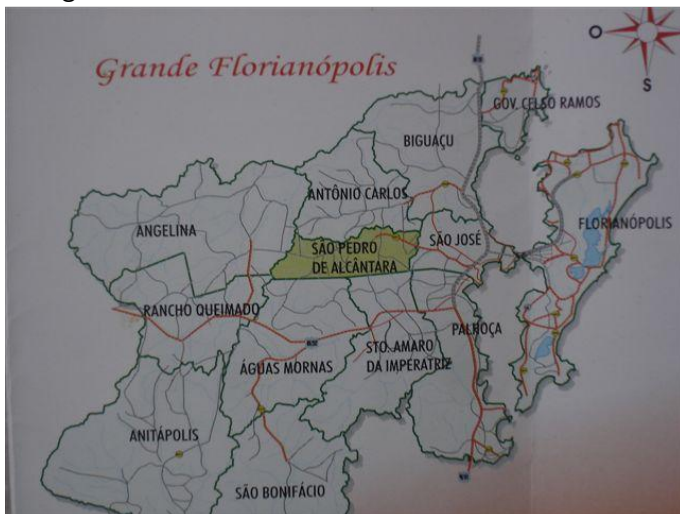 O
S
Grande Florianópolis
GOV. CELSO RAMOS
BIGUAÇU
ANTÔNIO CARLOS
ANGELINA
SÃO PEDRO
DE ALCÂNTARA
SÃO JOSÉ
FLORIANÓPOLIS
RANCHO QUEIMADO
PALHOÇA
STO. AMARO
DA IMPERATRIZ
ÁGUAS MORNAS
ANITÁPOLIS
SÃO BONIFÁCIO